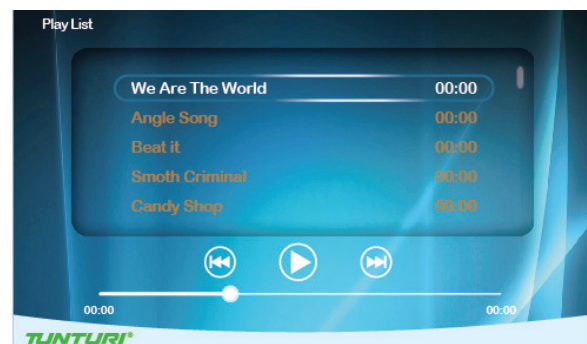 Play List
We Are The World 00:00
Angle Song 00:00
Beat it 00:00
Smoth Criminal 00:00
Candy Shop 00:00
00:00 00:00
TUNTURI®